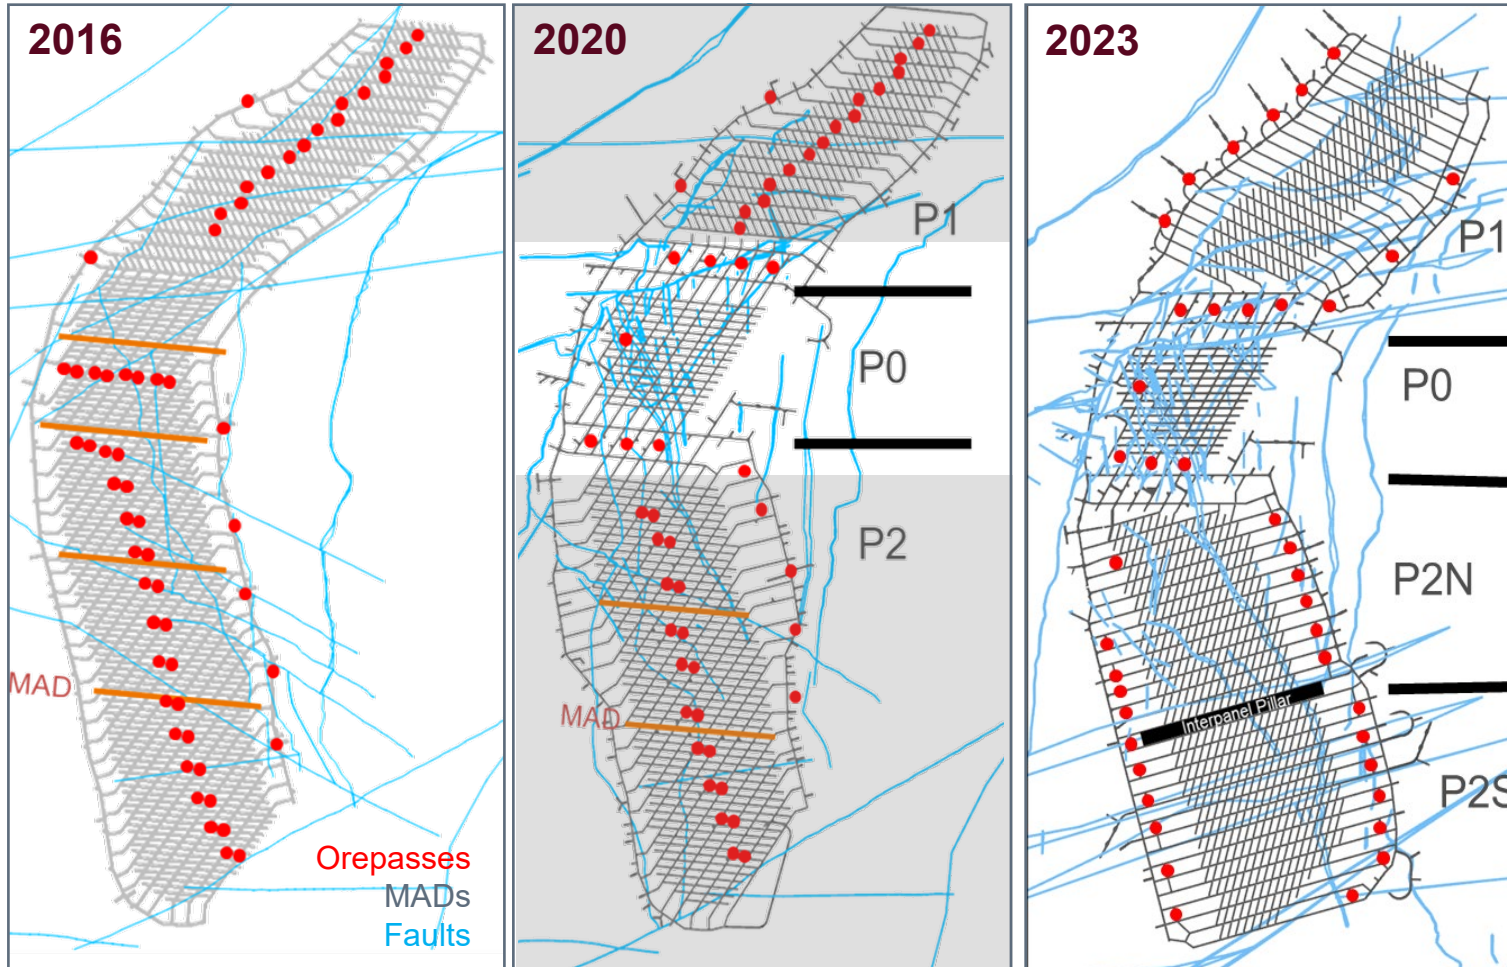 2016
MAD
Orepasses
MADs
Faults
2020
P1
P0
P2
MAD
2023
P1
P0
P2N
Interpanel Pillar
P2S